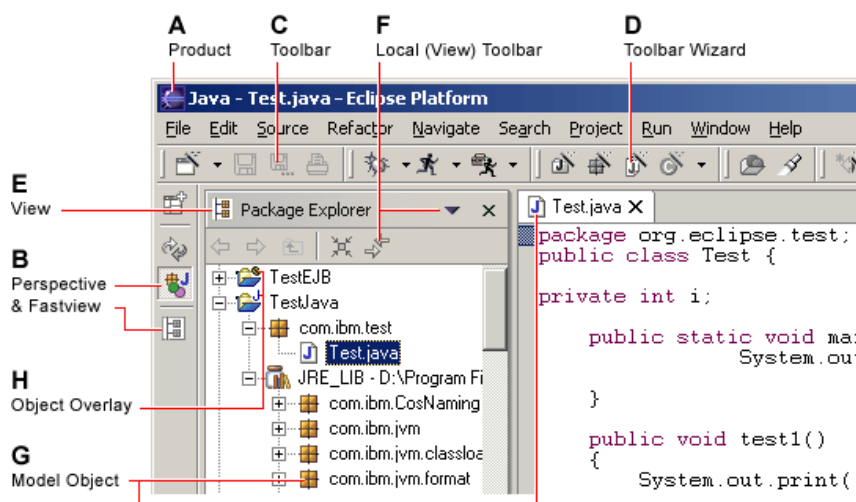 A C F D
Product Toolbar Local (View) Toolbar Toolbar Wizard
Java - Test.java - Eclipse Platform
File Edit Source Refactor Navigate Search Project Run Window Help
E
View
Package Explorer
Test.java
package org.eclipse.test;
public class Test {
B
Perspective
& Fastview
TestEJB
TestJava
private int i;
com.ibm.test
public static void mai
Test.java
System.out
H
Object Overlay
JRE_LIB - D:\Program Fi
com.ibm.CosNaming
}
com.ibm.jvm
public void test1()
com.ibm.jvm.classloa
{
G
Model Object
com.ibm.jvm.format
System.out.print(